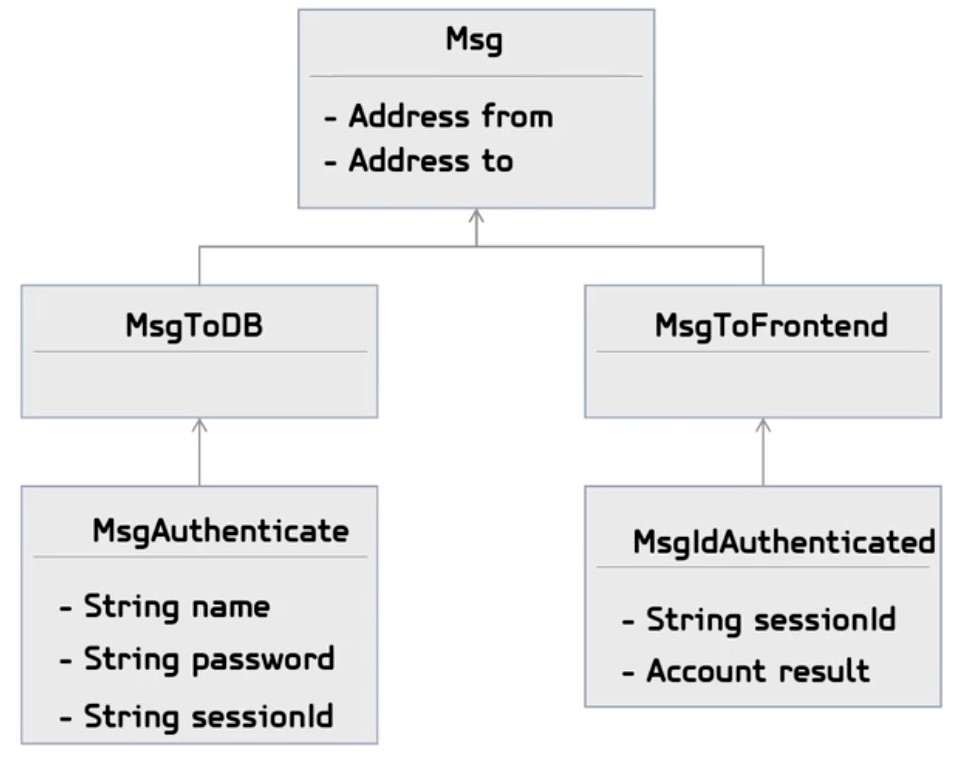 Msg
- Address from
- Address to
MsgToDB
MsgToFrontend
MsgAuthenticate
- String name
- String password
- String sessionId
MsgIdAuthenticated
- String sessionId
- Account result